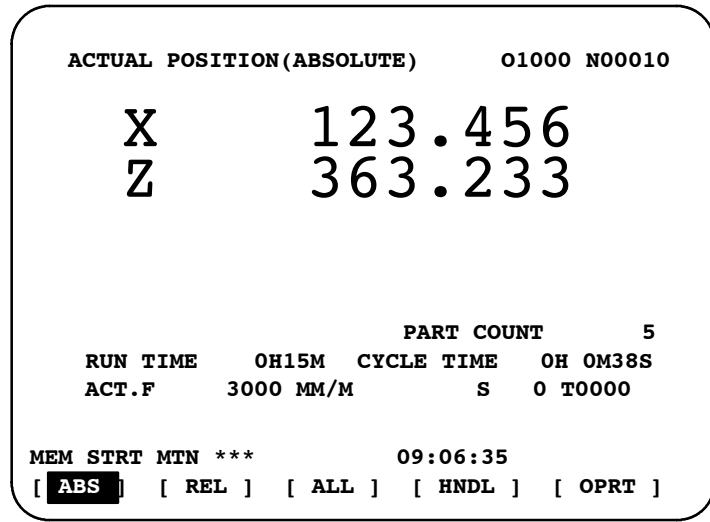 ACTUAL POSITION(ABSOLUTE) O1000 N00010
X 123.456
Z 363.233
PART COUNT 5
RUN TIME 0H15M CYCLE TIME 0H 0M38S
ACT.F 3000 MM/M S 0 T0000
MEM STRT MTN *** 09:06:35
[ ABS ] [ REL ] [ ALL ] [ HNDL ] [ OPRT ]